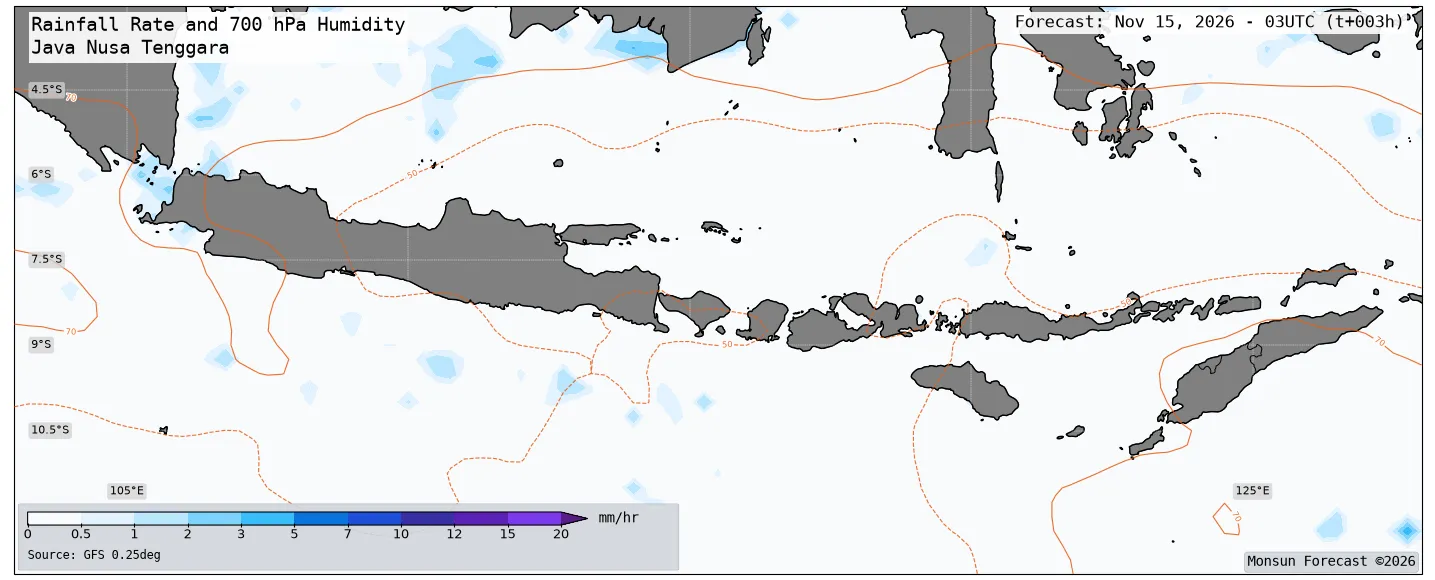 Rainfall Rate and 700 hPa Humidity
Java Nusa Tenggara
Forecast: Nov 15, 2026 - 03UTC (t+003h)
4.5°S
70
6°S
50
7.5°S
50
70
9°S
50
70
10.5°S
105°E
125°E
70
0 0.5 1 2 3 5 7 10 12 15 20
mm/hr
Source: GFS 0.25deg
Monsun Forecast ©2026